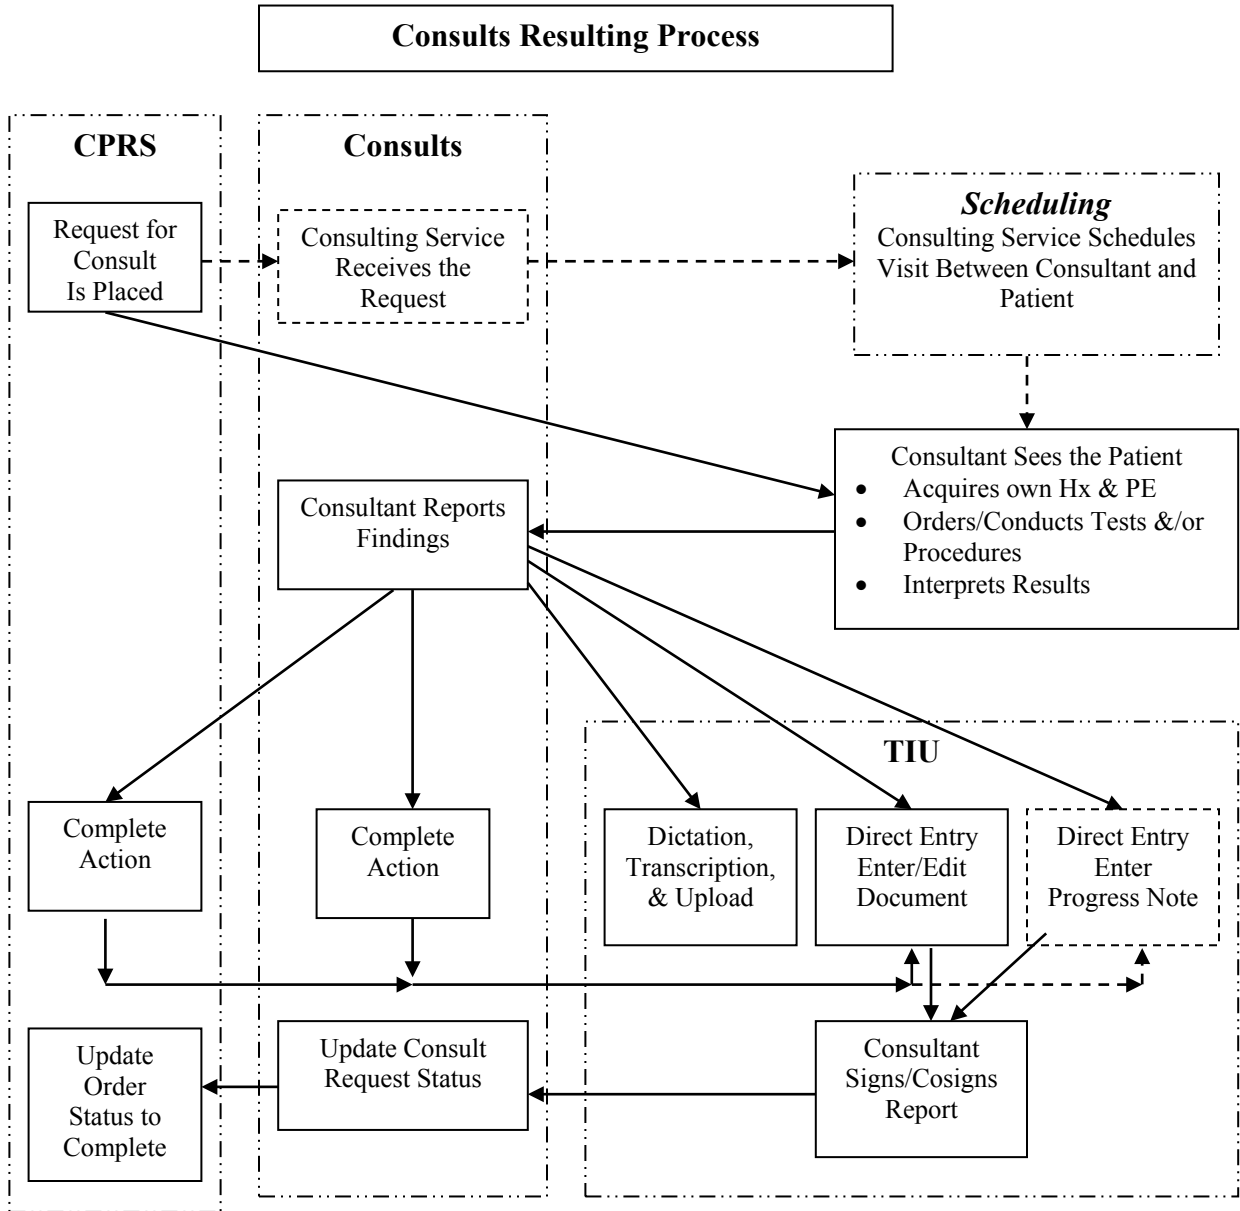 Consults Resulting Process
CPRS
Consults
Request for
Consult
Is Placed
Consulting Service
Receives the
Request
Scheduling
Consulting Service Schedules
Visit Between Consultant and
Patient
Consultant Sees the Patient
• Acquires own Hx & PE
• Orders/Conducts Tests &/or
Procedures
• Interprets Results
Consultant Reports
Findings
TIU
Complete
Action
Complete
Action
Dictation,
Transcription,
& Upload
Direct Entry
Enter/Edit
Document
Direct Entry
Enter
Progress Note
Update
Order
Status to
Complete
Update Consult
Request Status
Consultant
Signs/Cosigns
Report